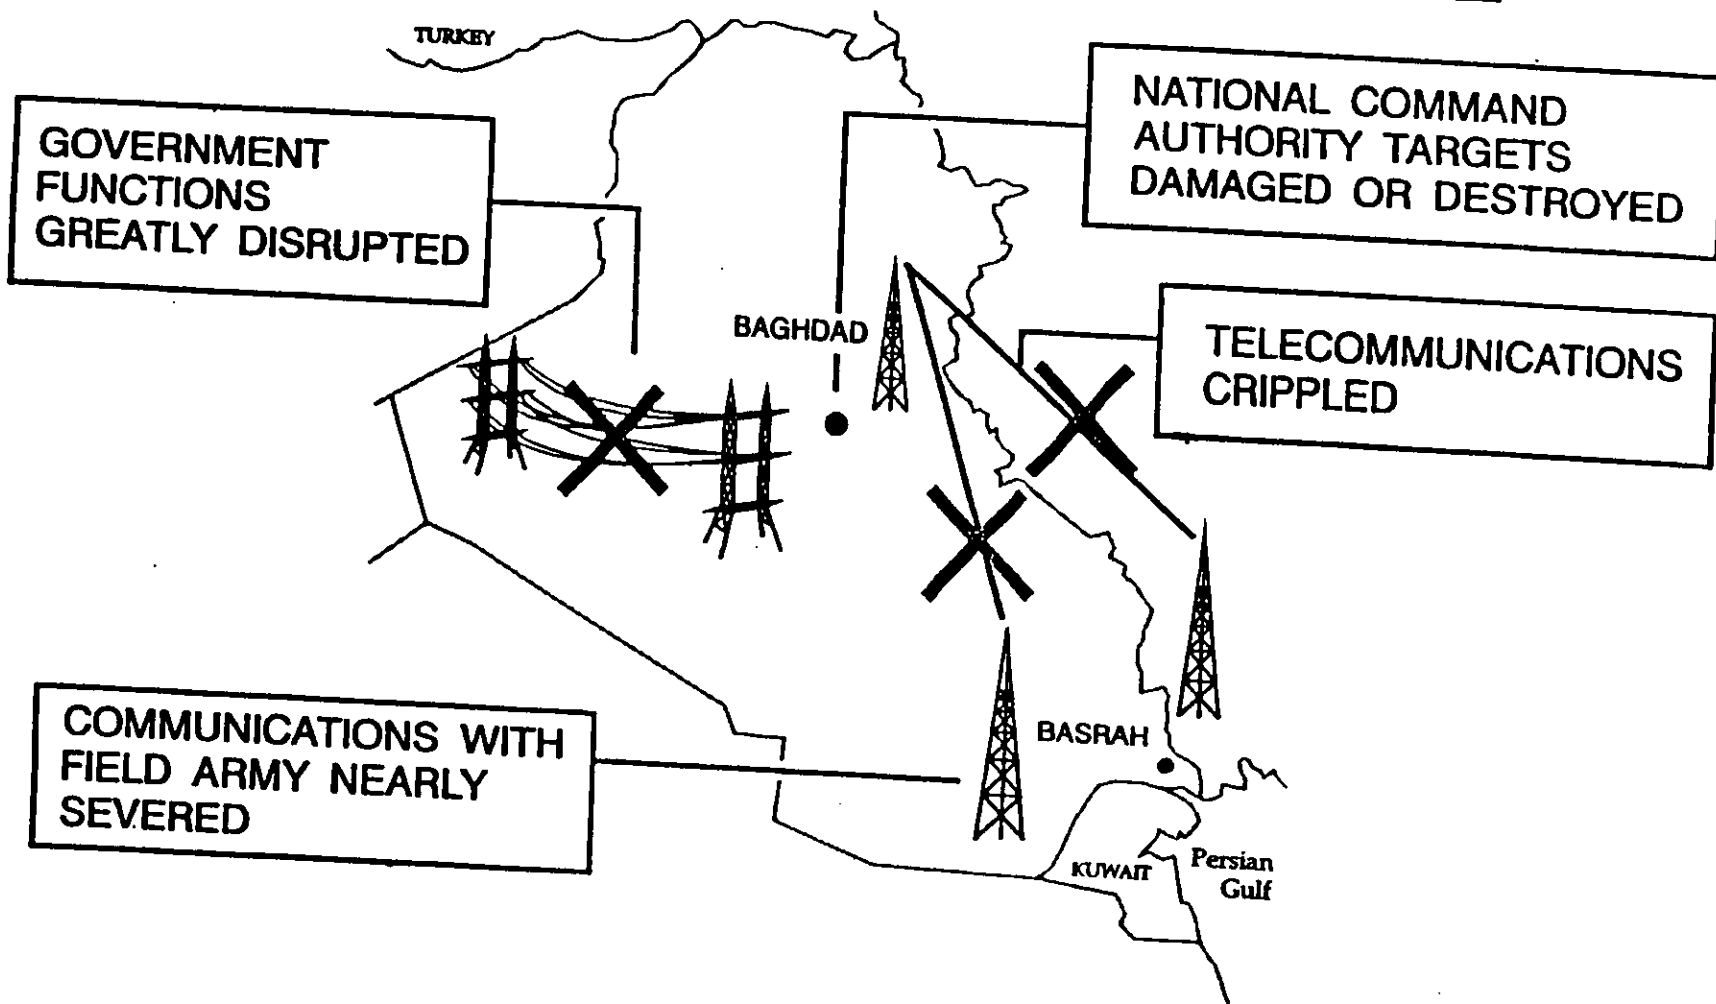 TURKEY
NATIONAL COMMAND
AUTHORITY TARGETS
DAMAGED OR DESTROYED
GOVERNMENT
FUNCTIONS
GREATLY DISRUPTED
BAGHDAD
TELECOMMUNICATIONS
CRIPPLED
COMMUNICATIONS WITH
FIELD ARMY NEARLY
SEVERED
BASRAH
KUWAIT
Persian
Gulf